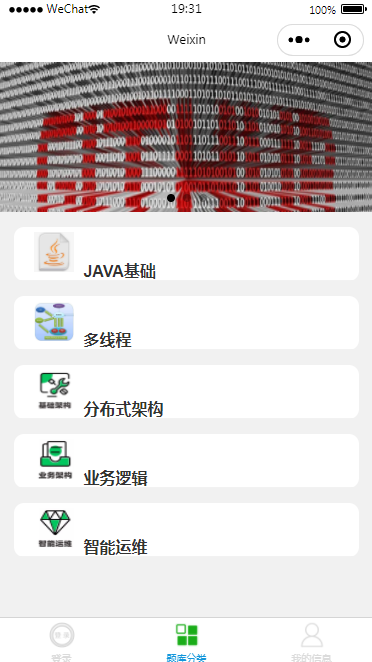 WeChat
19:31
100%
Weixin
JAVA基础
多线程
基础架构
分布式架构
业务架构
业务逻辑
智能运维
智能运维
登录
题库分类
我的信息